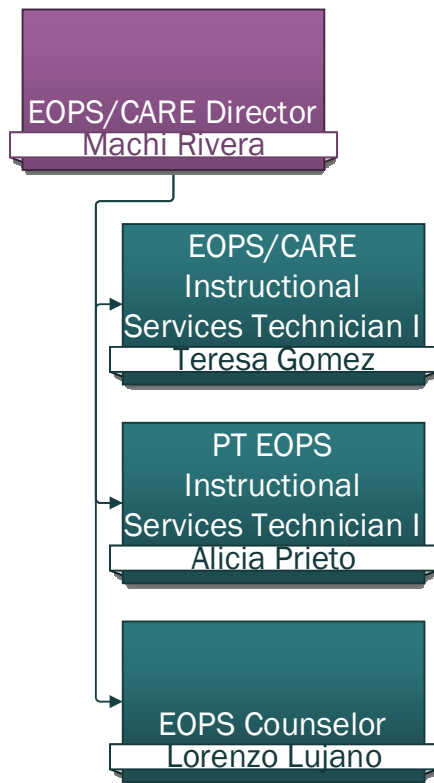 EOPS/CARE Director
Machi Rivera
EOPS/CARE
Instructional
Services Technician I
Teresa Gomez
PT EOPS
Instructional
Services Technician I
Alicia Prieto
EOPS Counselor
Lorenzo Lujano